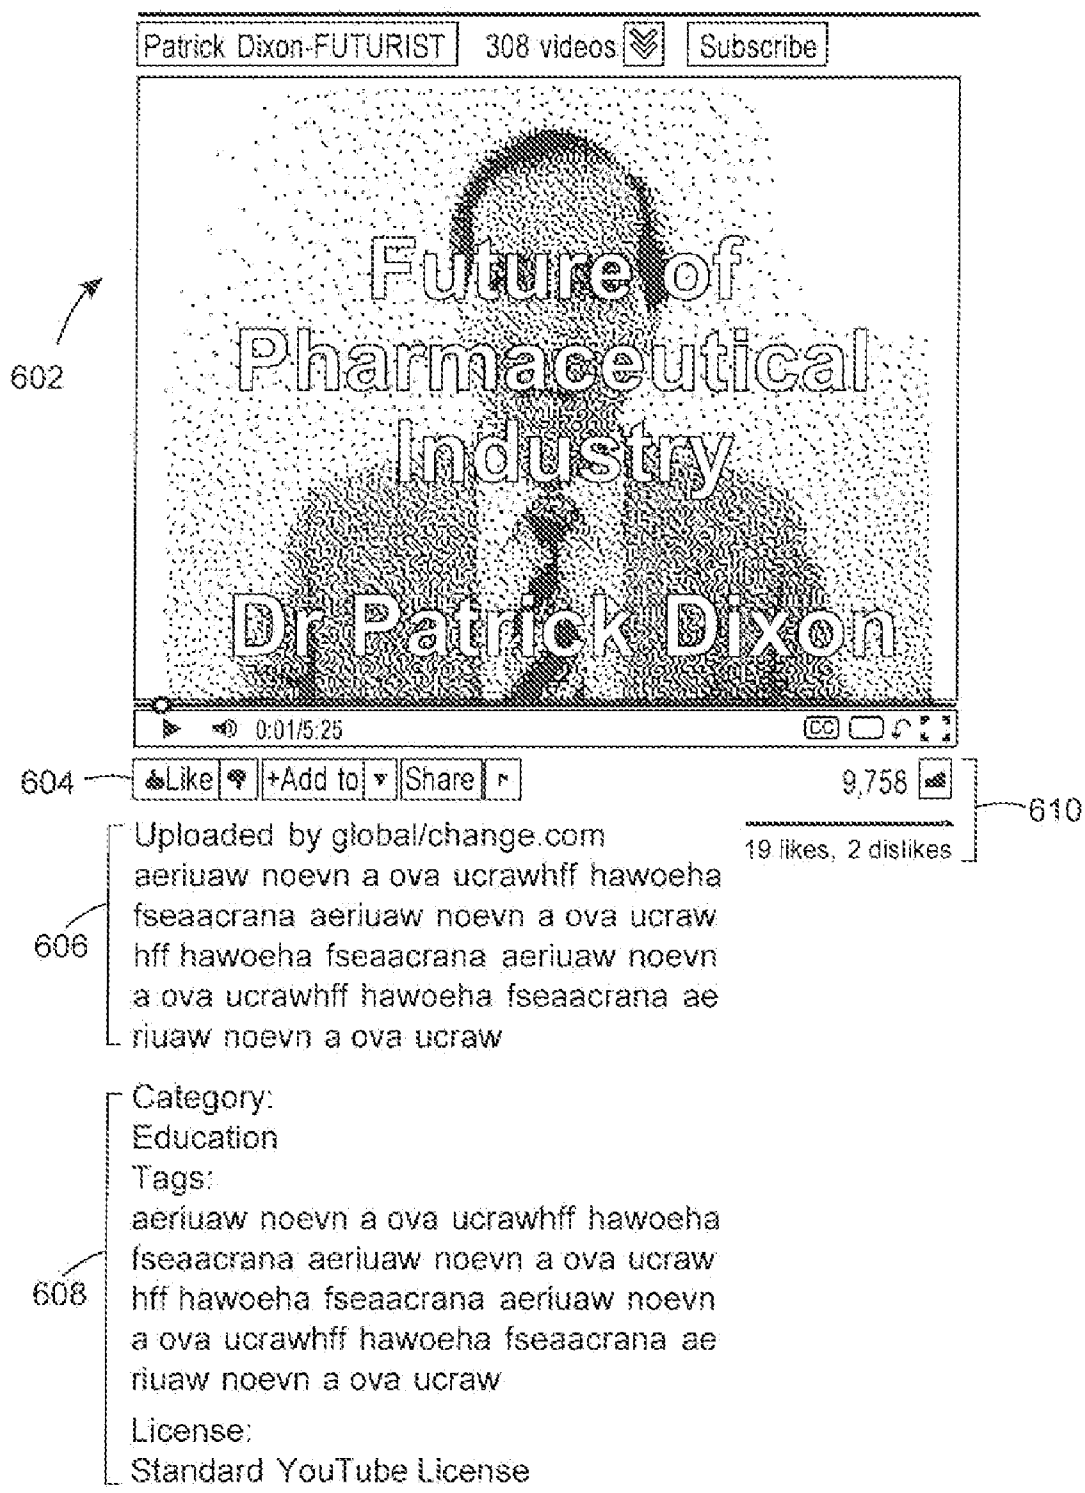 Patrick Dixon-FUTURIST 308 videos Subscribe
Future of
Pharmaceutical
Industry
Dr Patrick Dixon
602
0:01/5:25 CC
604 Like +Add to Share 9,758
610
19 likes, 2 dislikes
Uploaded by global/change.com
aeriuaw noevn a ova ucrawhff hawoeha
fseaacrana aeriuaw noevn a ova ucraw
606
hff hawoeha fseaacrana aeriuaw noevn
a ova ucrawhff hawoeha fseaacrana ae
riuaw noevn a ova ucraw
Category:
Education
Tags:
aeriuaw noevn a ova ucrawhff hawoeha
fseaacrana aeriuaw noevn a ova ucraw
608
hff hawoeha fseaacrana aeriuaw noevn
a ova ucrawhff hawoeha fseaacrana ae
riuaw noevn a ova ucraw
License:
Standard YouTube License